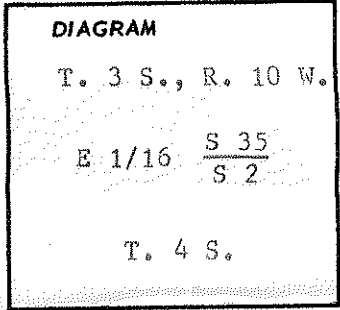 DIAGRAM
T. 3 S., R. 10 W.
E 1/16 S 35
S 2
T. 4 S.